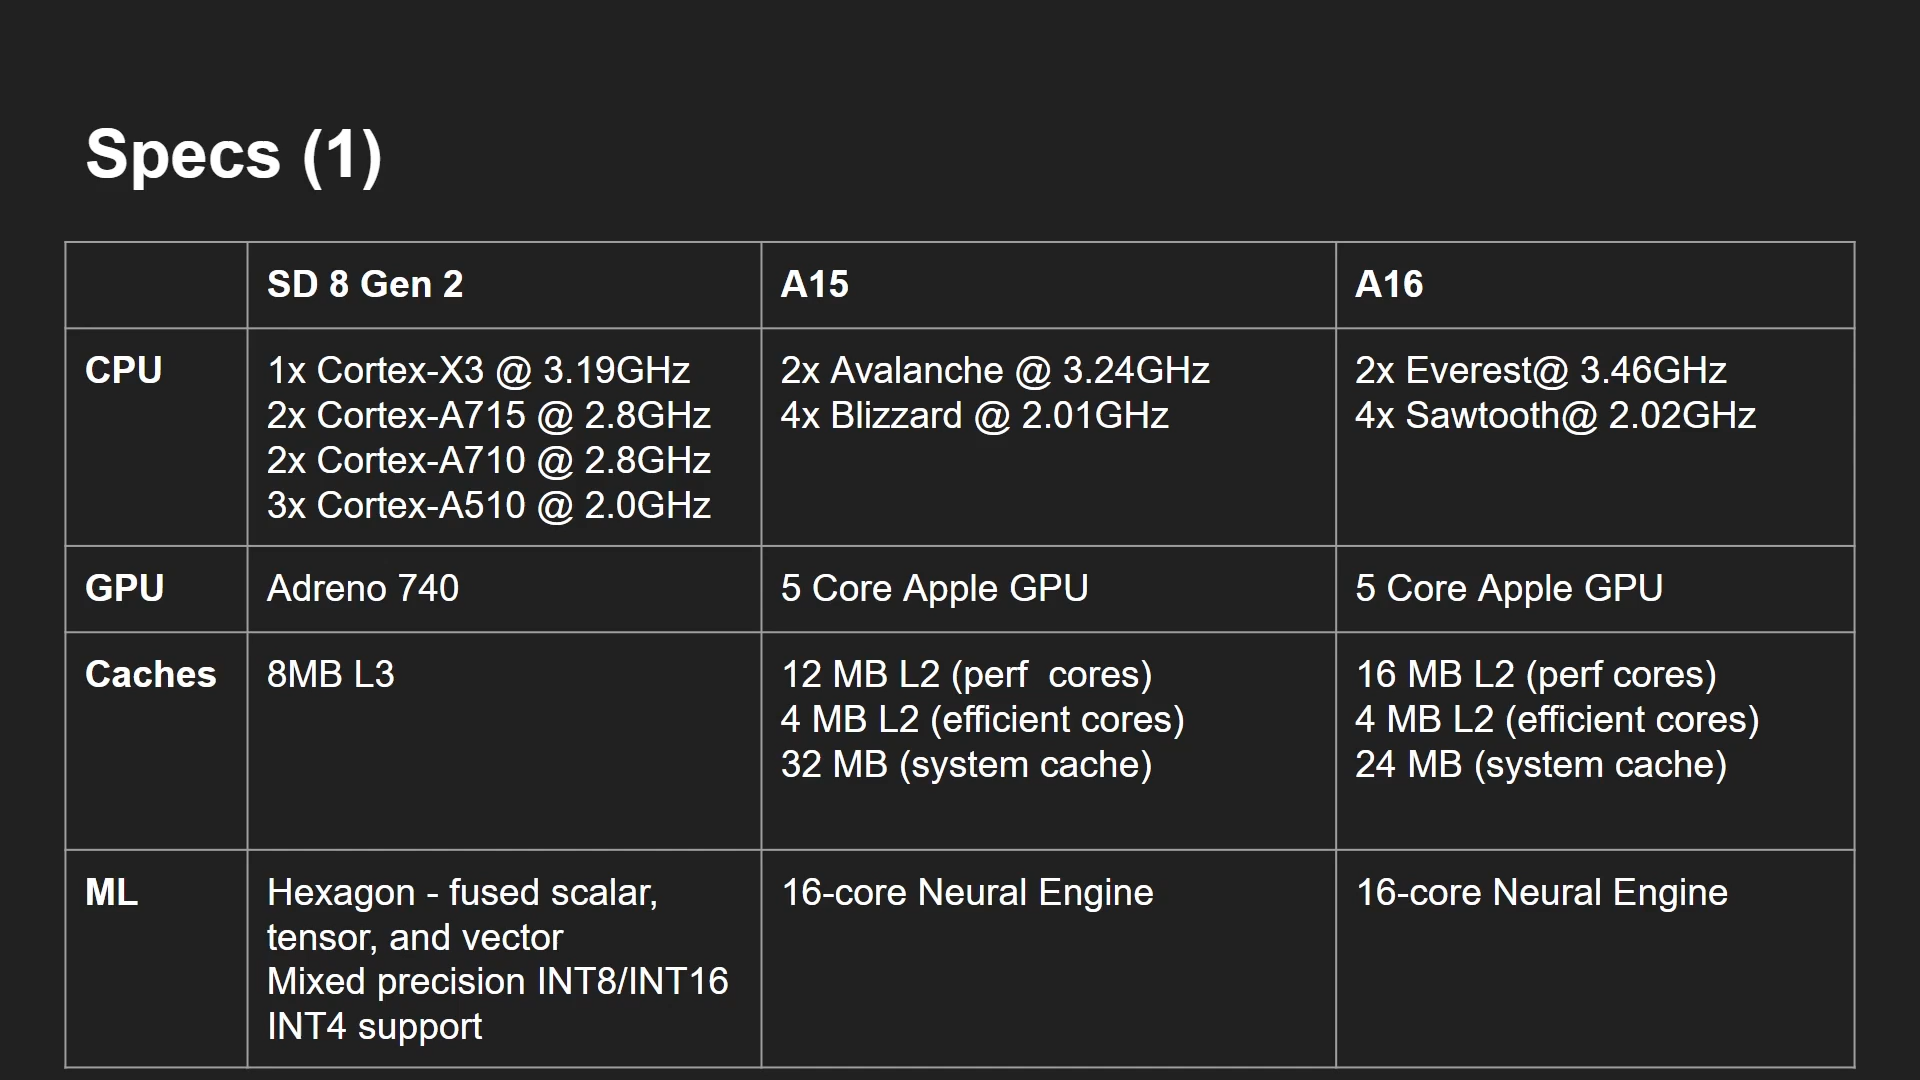 Specs (1)
SD 8 Gen 2
A15
A16
CPU
1x Cortex-X3 @ 3.19GHz
2x Cortex-A715 @ 2.8GHz
2x Cortex-A710 @ 2.8GHz
3x Cortex-A510 @ 2.0GHz
2x Avalanche @ 3.24GHz
4x Blizzard @ 2.01GHz
2x Everest@ 3.46GHz
4x Sawtooth@ 2.02GHz
GPU
Adreno 740
5 Core Apple GPU
5 Core Apple GPU
Caches
8MB L3
12 MB L2 (perf  cores)
4 MB L2 (efficient cores)
32 MB (system cache)
16 MB L2 (perf cores)
4 MB L2 (efficient cores)
24 MB (system cache)
ML
Hexagon - fused scalar,
tensor, and vector
Mixed precision INT8/INT16
INT4 support
16-core Neural Engine
16-core Neural Engine